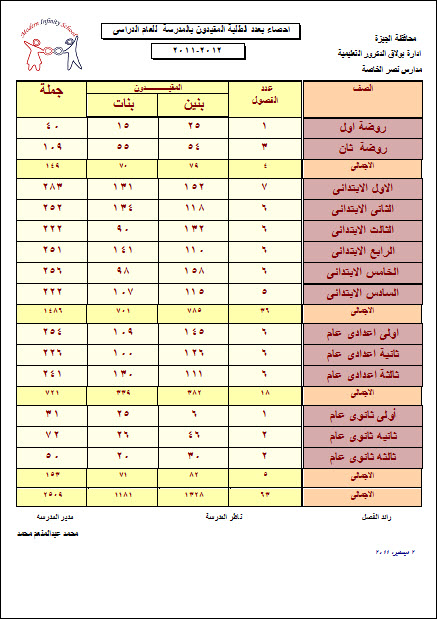 Modern Infinity School
احصاء بعدد الطلبة المقيدون بالمدرسة للعام الدراسى
٢٠١١-٢٠١٢
محافظة الجيزة
ادارة بولاق الدكرور التعليمية
مدارس نصر الخاصة
الصف عدد الفصول المقيـــدون جملة
بنين بنات
روضة اول ١ ٢٥ ١٥ ٤٠
روضة ثان ٣ ٥٤ ٥٥ ١٠٩
الاجمالى ٤ ٧٩ ٧٠ ١٤٩
الاول الابتدائى ٧ ١٥٢ ١٣١ ٢٨٣
الثانى الابتدائى ٦ ١١٨ ١٣٤ ٢٥٢
الثالث الابتدائى ٦ ١٣٢ ٩٠ ٢٢٢
الرابع الابتدائى ٦ ١١٠ ١٤١ ٢٥١
الخامس الابتدائى ٦ ١٥٨ ٩٨ ٢٥٦
السادس الابتدائى ٥ ١١٥ ١٠٧ ٢٢٢
الاجمالى ٣٦ ٧٨٥ ٧٠١ ١٤٨٦
اولى اعدادى عام ٦ ١٤٥ ١٠٩ ٢٥٤
ثانية اعدادى عام ٦ ١٢٦ ١٠٠ ٢٢٦
ثالثة اعدادى عام ٦ ١١١ ١٣٠ ٢٤١
الاجمالى ١٨ ٣٨٢ ٣٣٩ ٧٢١
أولى ثانوى عام ١ ٦ ٢٥ ٣١
ثانيه ثانوى عام ٢ ٤٦ ٢٦ ٧٢
ثالثه ثانوى عام ٢ ٣٠ ٢٠ ٥٠
الاجمالى ٥ ٨٢ ٧١ ١٥٣
الاجمالى ٦٣ ١٣٢٨ ١١٨١ ٢٥٠٩
رائد الفصل ناظر المدرسة مدير المدرسة
محمد عبدالمنعم محمد
٢ ديسمبر، ٢٠١١